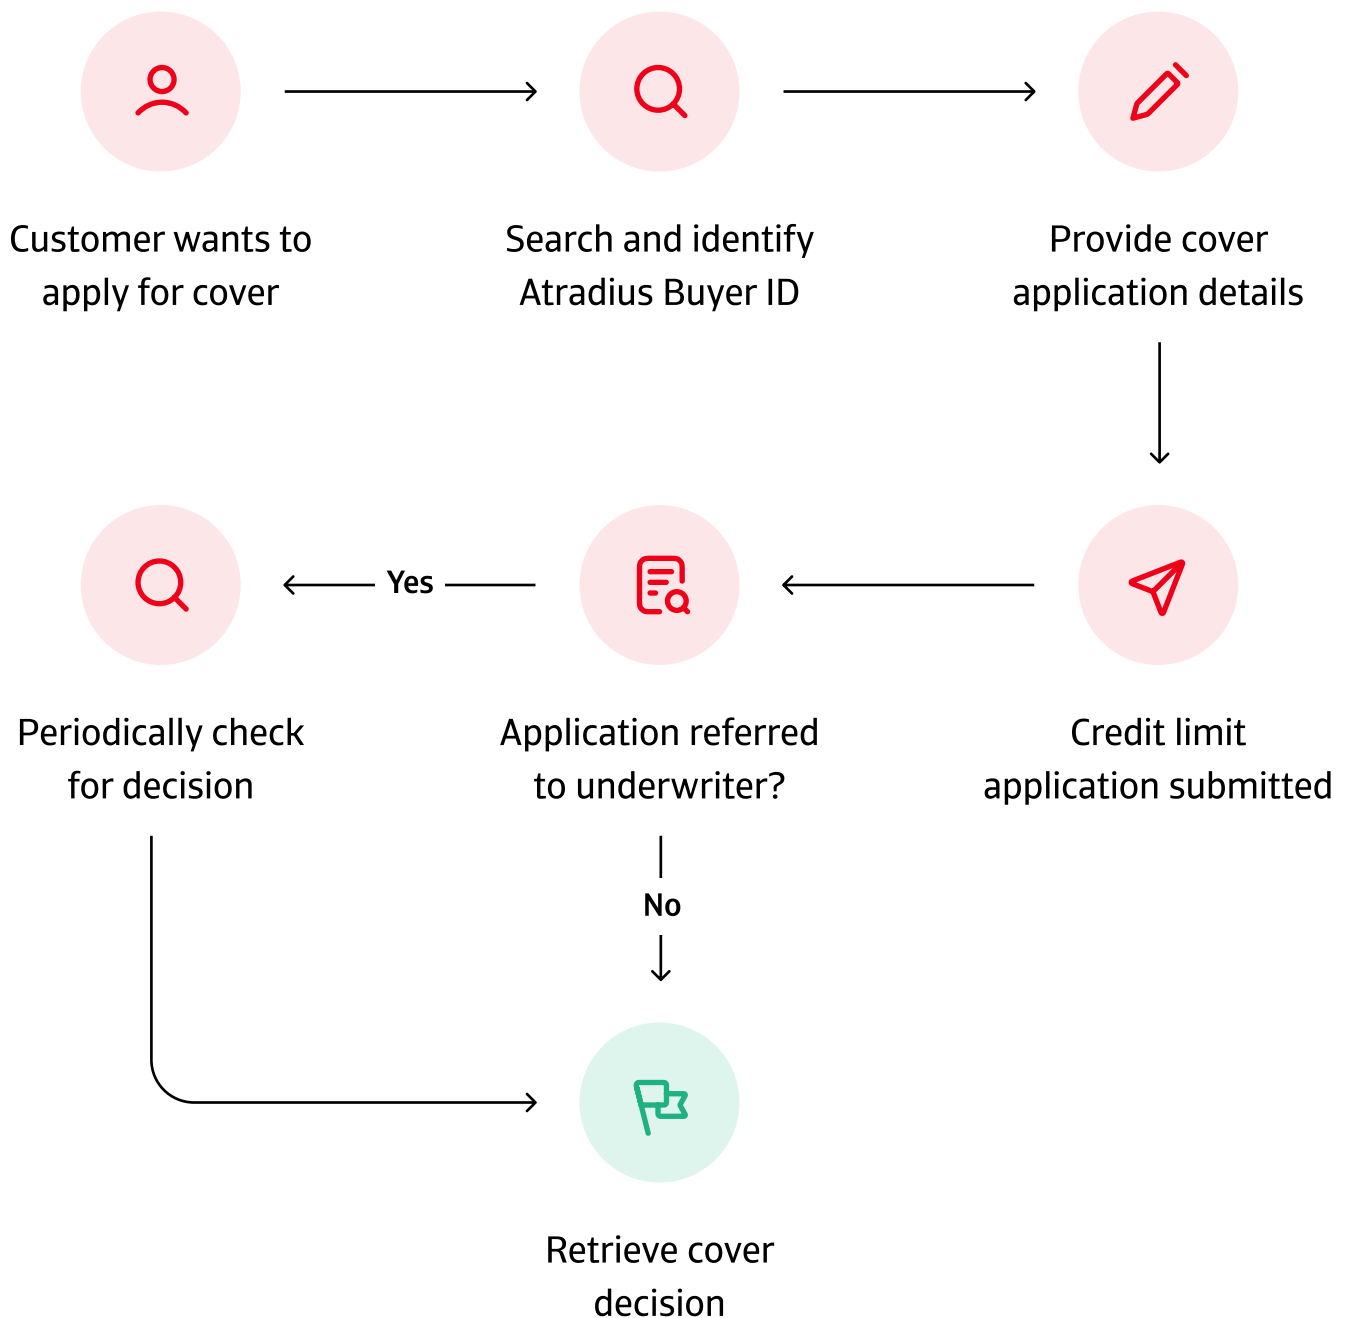 Customer wants to
apply for cover
Search and identify
Atradius Buyer ID
Provide cover
application details
Credit limit
application submitted
Application referred
to underwriter?
Yes
Periodically check
for decision
No
Retrieve cover
decision